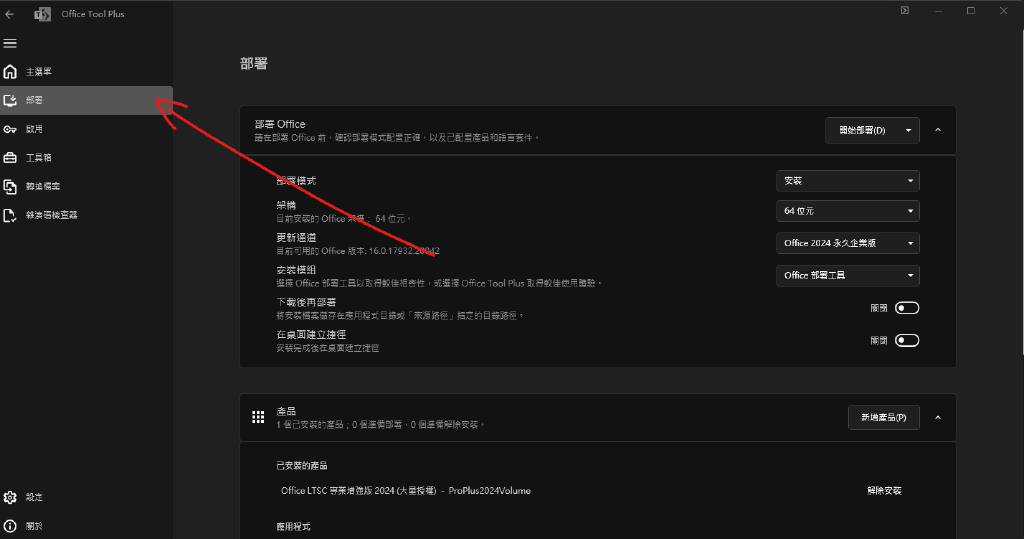 Office Tool Plus
主選單
部署
啟用
工具箱
轉換檔案
錯誤碼檢查器
設定
關於
部署
部署 Office
請在部署 Office 前，確認部署模式配置正確，以及已配置產品和語言套件。
開始部署(D)
部署模式
安裝
架構
目前安裝的 Office 架構： 64 位元。
64 位元
更新通道
目前可用的 Office 版本: 16.0.17932.20842
Office 2024 永久企業版
安裝模組
選擇 Office 部署工具以取得較佳相容性，或選擇 Office Tool Plus 取得較佳使用體驗。
Office 部署工具
下載後再部署
將安裝檔案儲存在應用程式目錄或「來源路徑」指定的目錄路徑。
關閉
在桌面建立捷徑
安裝完成後在桌面建立捷徑
關閉
產品
1 個已安裝的產品；0 個準備部署，0 個準備解除安裝。
新增產品(P)
已安裝的產品
Office LTSC 專業增強版 2024 (大量授權) - ProPlus2024Volume
解除安裝
應用程式